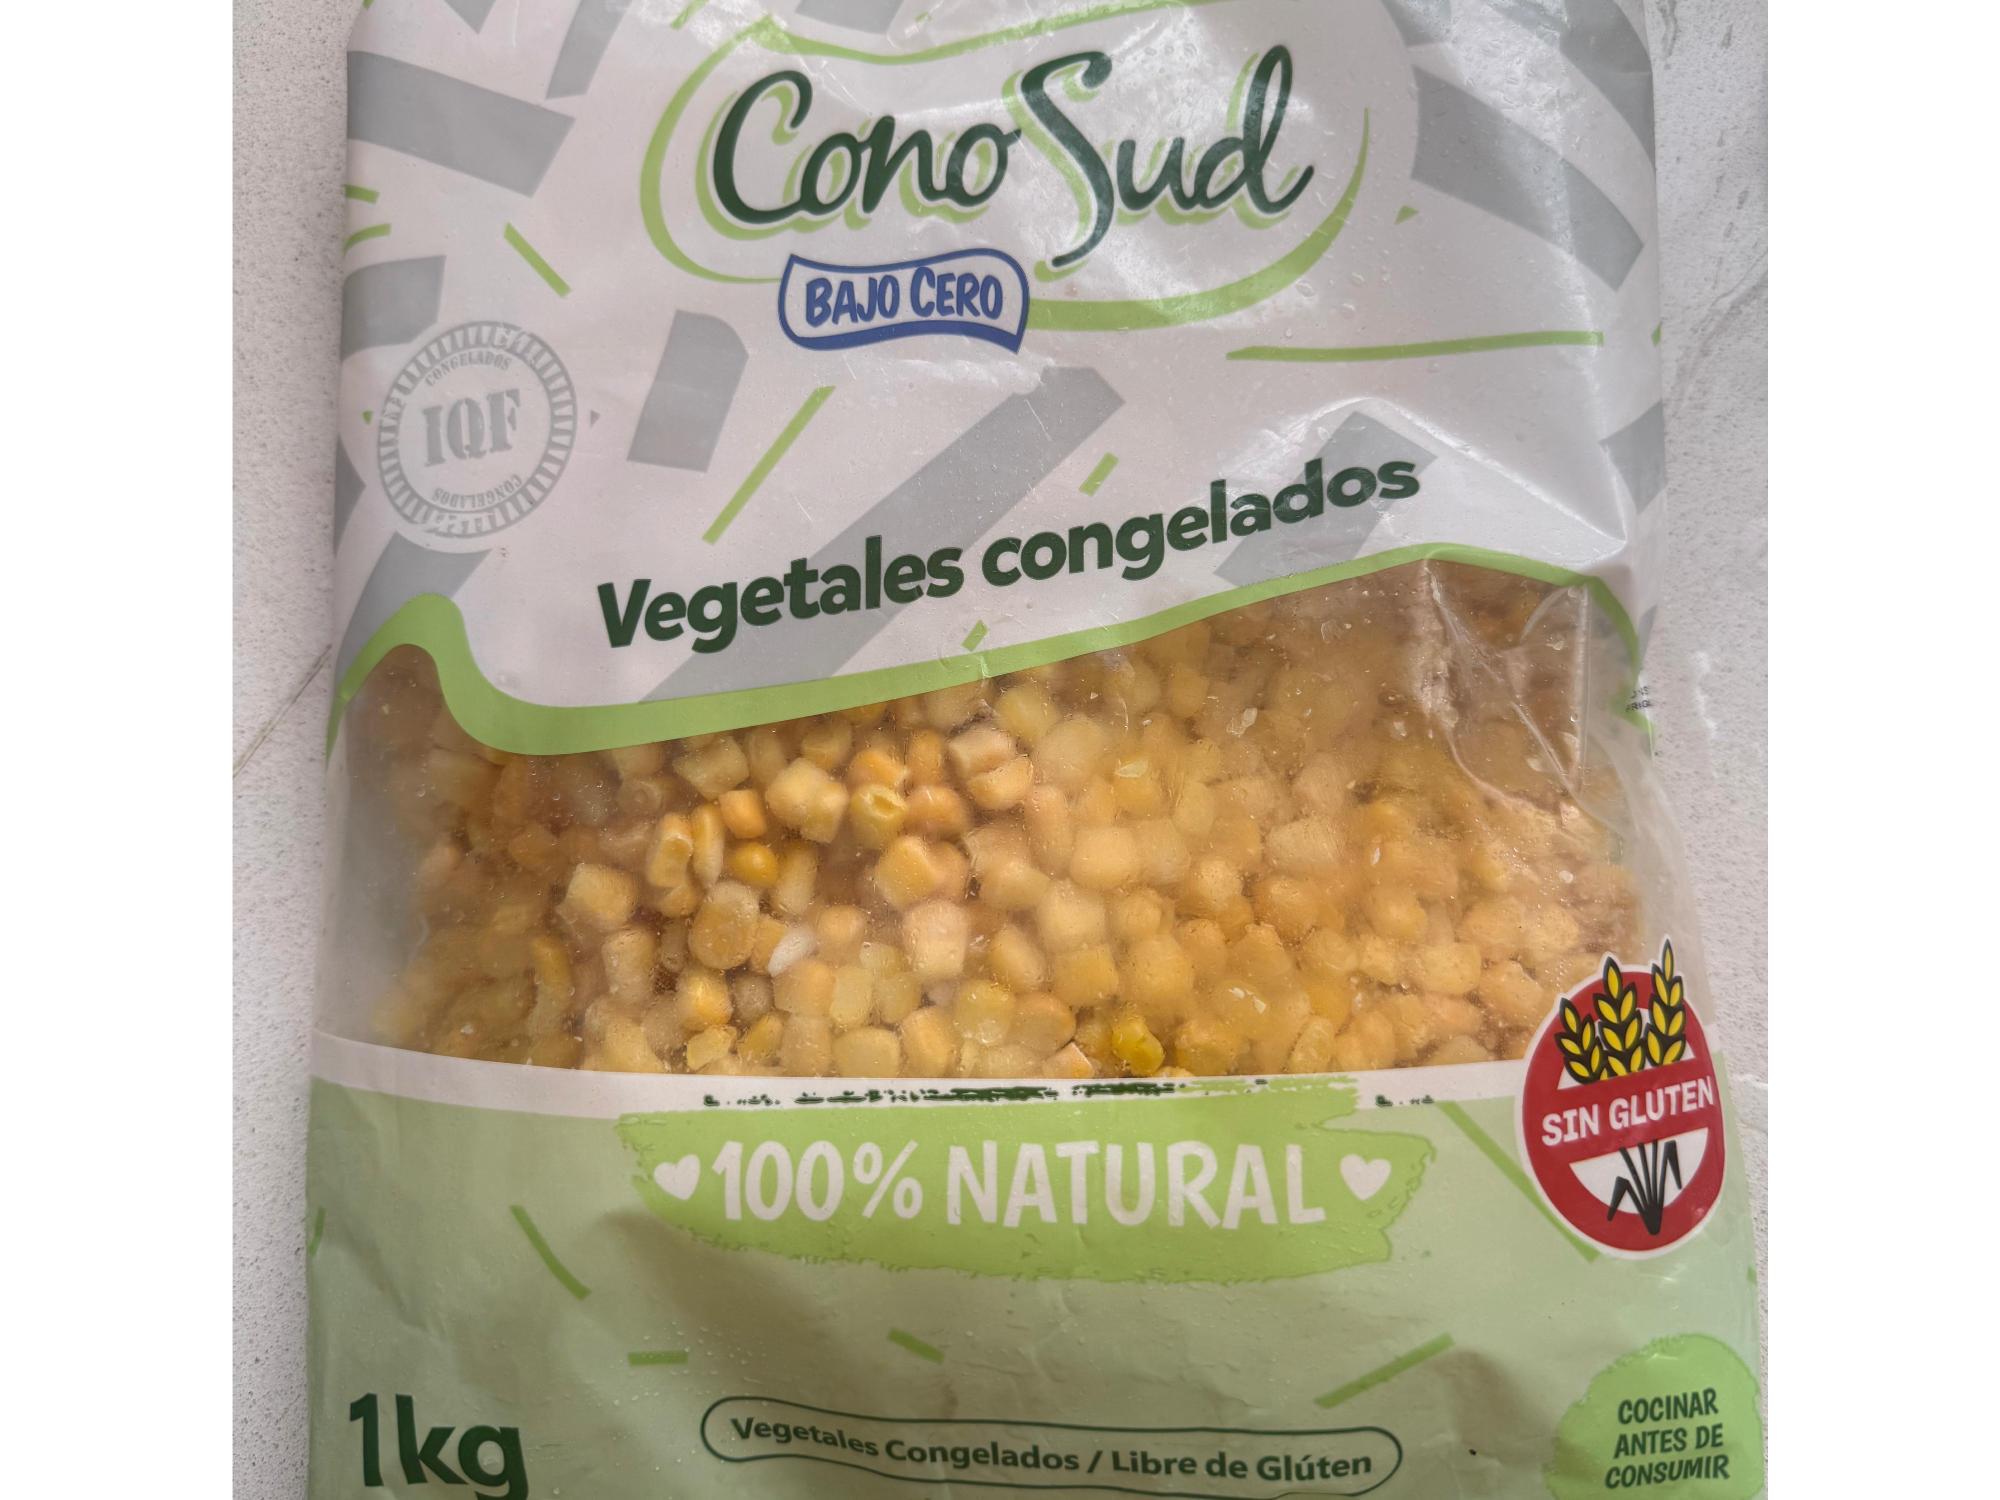 Cono Sud
BAJO CERO
CONGELADOS
IQF
CONGELADOS
Vegetales congelados
SIN GLUTEN
100% NATURAL
1kg
Vegetales Congelados / Libre de Glúten
COCINAR
ANTES DE
CONSUMIR